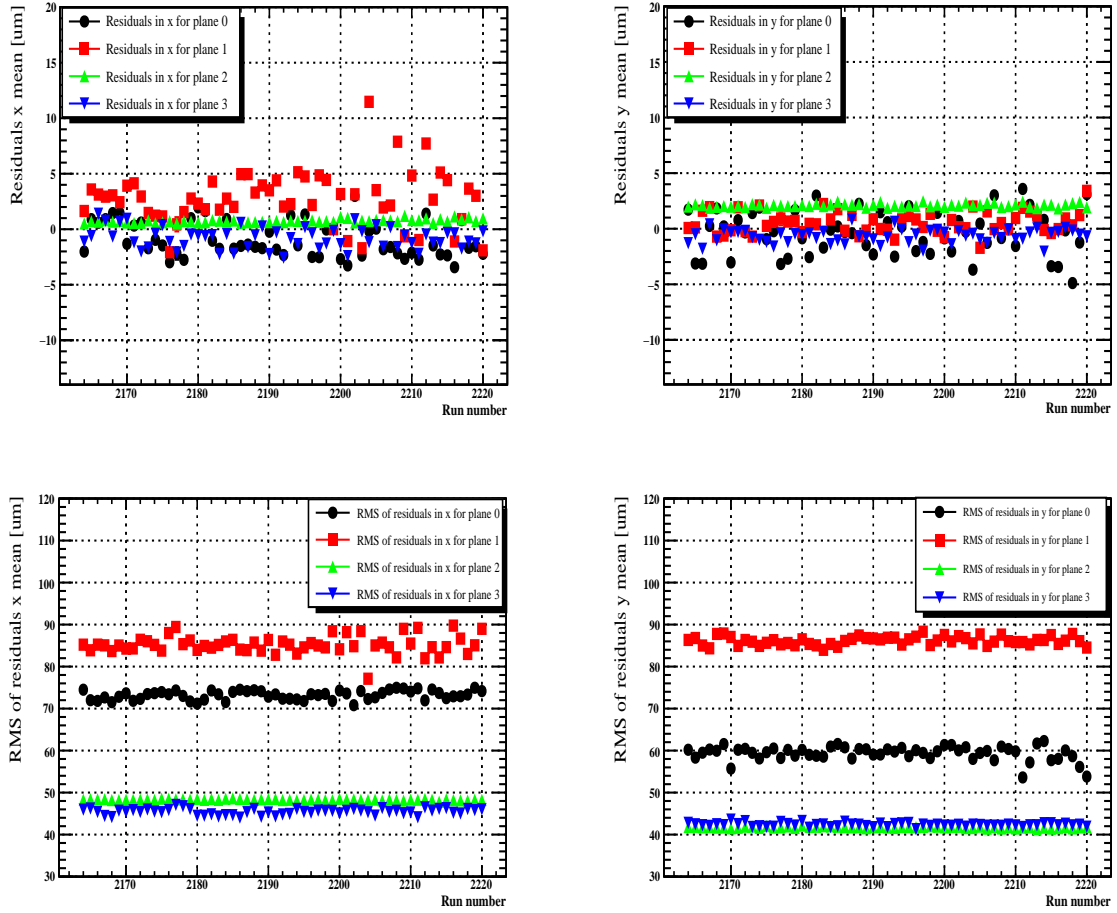 Residuals x mean [um]
20
15
10
5
0
−5
−10
Residuals in x for plane 0
Residuals in x for plane 1
Residuals in x for plane 2
Residuals in x for plane 3
2170 2180 2190 2200 2210 2220
Run number
Residuals y mean [um]
20
15
10
5
0
−5
−10
Residuals in y for plane 0
Residuals in y for plane 1
Residuals in y for plane 2
Residuals in y for plane 3
2170 2180 2190 2200 2210 2220
Run number
RMS of residuals x mean [um]
120
110
100
90
80
70
60
50
40
30
RMS of residuals in x for plane 0
RMS of residuals in x for plane 1
RMS of residuals in x for plane 2
RMS of residuals in x for plane 3
2170 2180 2190 2200 2210 2220
Run number
RMS of residuals y mean [um]
120
110
100
90
80
70
60
50
40
30
RMS of residuals in y for plane 0
RMS of residuals in y for plane 1
RMS of residuals in y for plane 2
RMS of residuals in y for plane 3
2170 2180 2190 2200 2210 2220
Run number